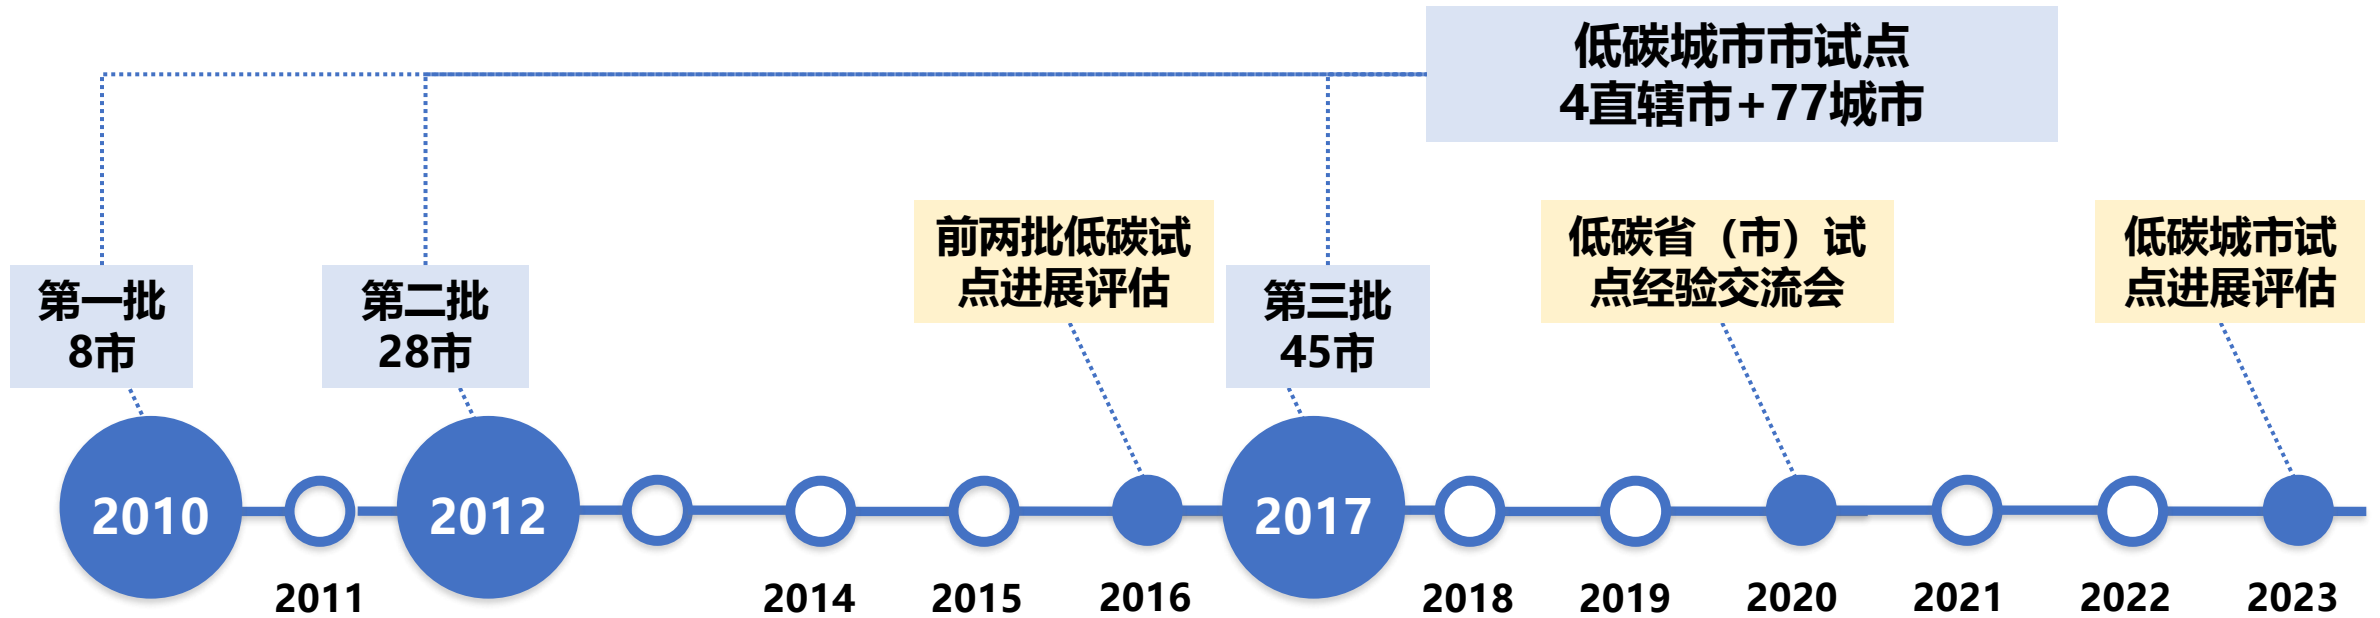 低碳城市市试点
4直辖市+77城市
前两批低碳试
点进展评估
低碳省（市）试
点经验交流会
低碳城市试
点进展评估
第一批
8市
第二批
28市
第三批
45市
2010
2012
2017
2011
2014
2015
2016
2018
2019
2020
2021
2022
2023